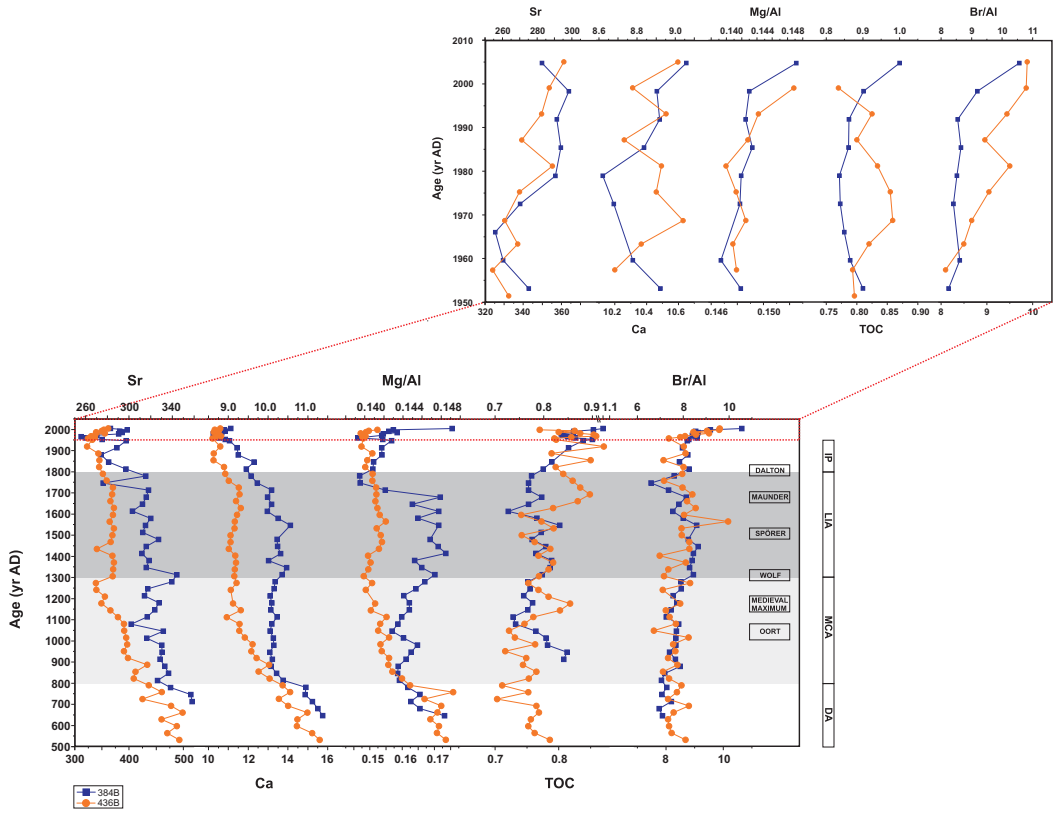 Sr Mg/Al Br/Al
260 280 300 8.6 8.8 9.0 0.140 0.144 0.148 0.8 0.9 1.0 8 9 10 11
2010
2000
1990
1980
1970
1960
1950
Age (yr AD)
320 340 360 10.2 10.4 10.6 0.146 0.150 0.75 0.80 0.85 0.90 8 9 10
Ca TOC
Sr Mg/Al Br/Al
260 300 340 9.0 10.0 11.0 0.140 0.144 0.148 0.7 0.8 0.9 1.1 6 8 10
2000
1900
1800
1700
1600
1500
1400
1300
1200
1100
1000
900
800
700
600
500
Age (yr AD)
DALTON
MAUNDER
SPÖRER
WOLF
MEDIEVAL
MAXIMUM
OORT
IP
LIA
MCA
DA
300 400 500 10 12 14 16 0.15 0.16 0.17 0.7 0.8 8 10
Ca TOC
384B
436B